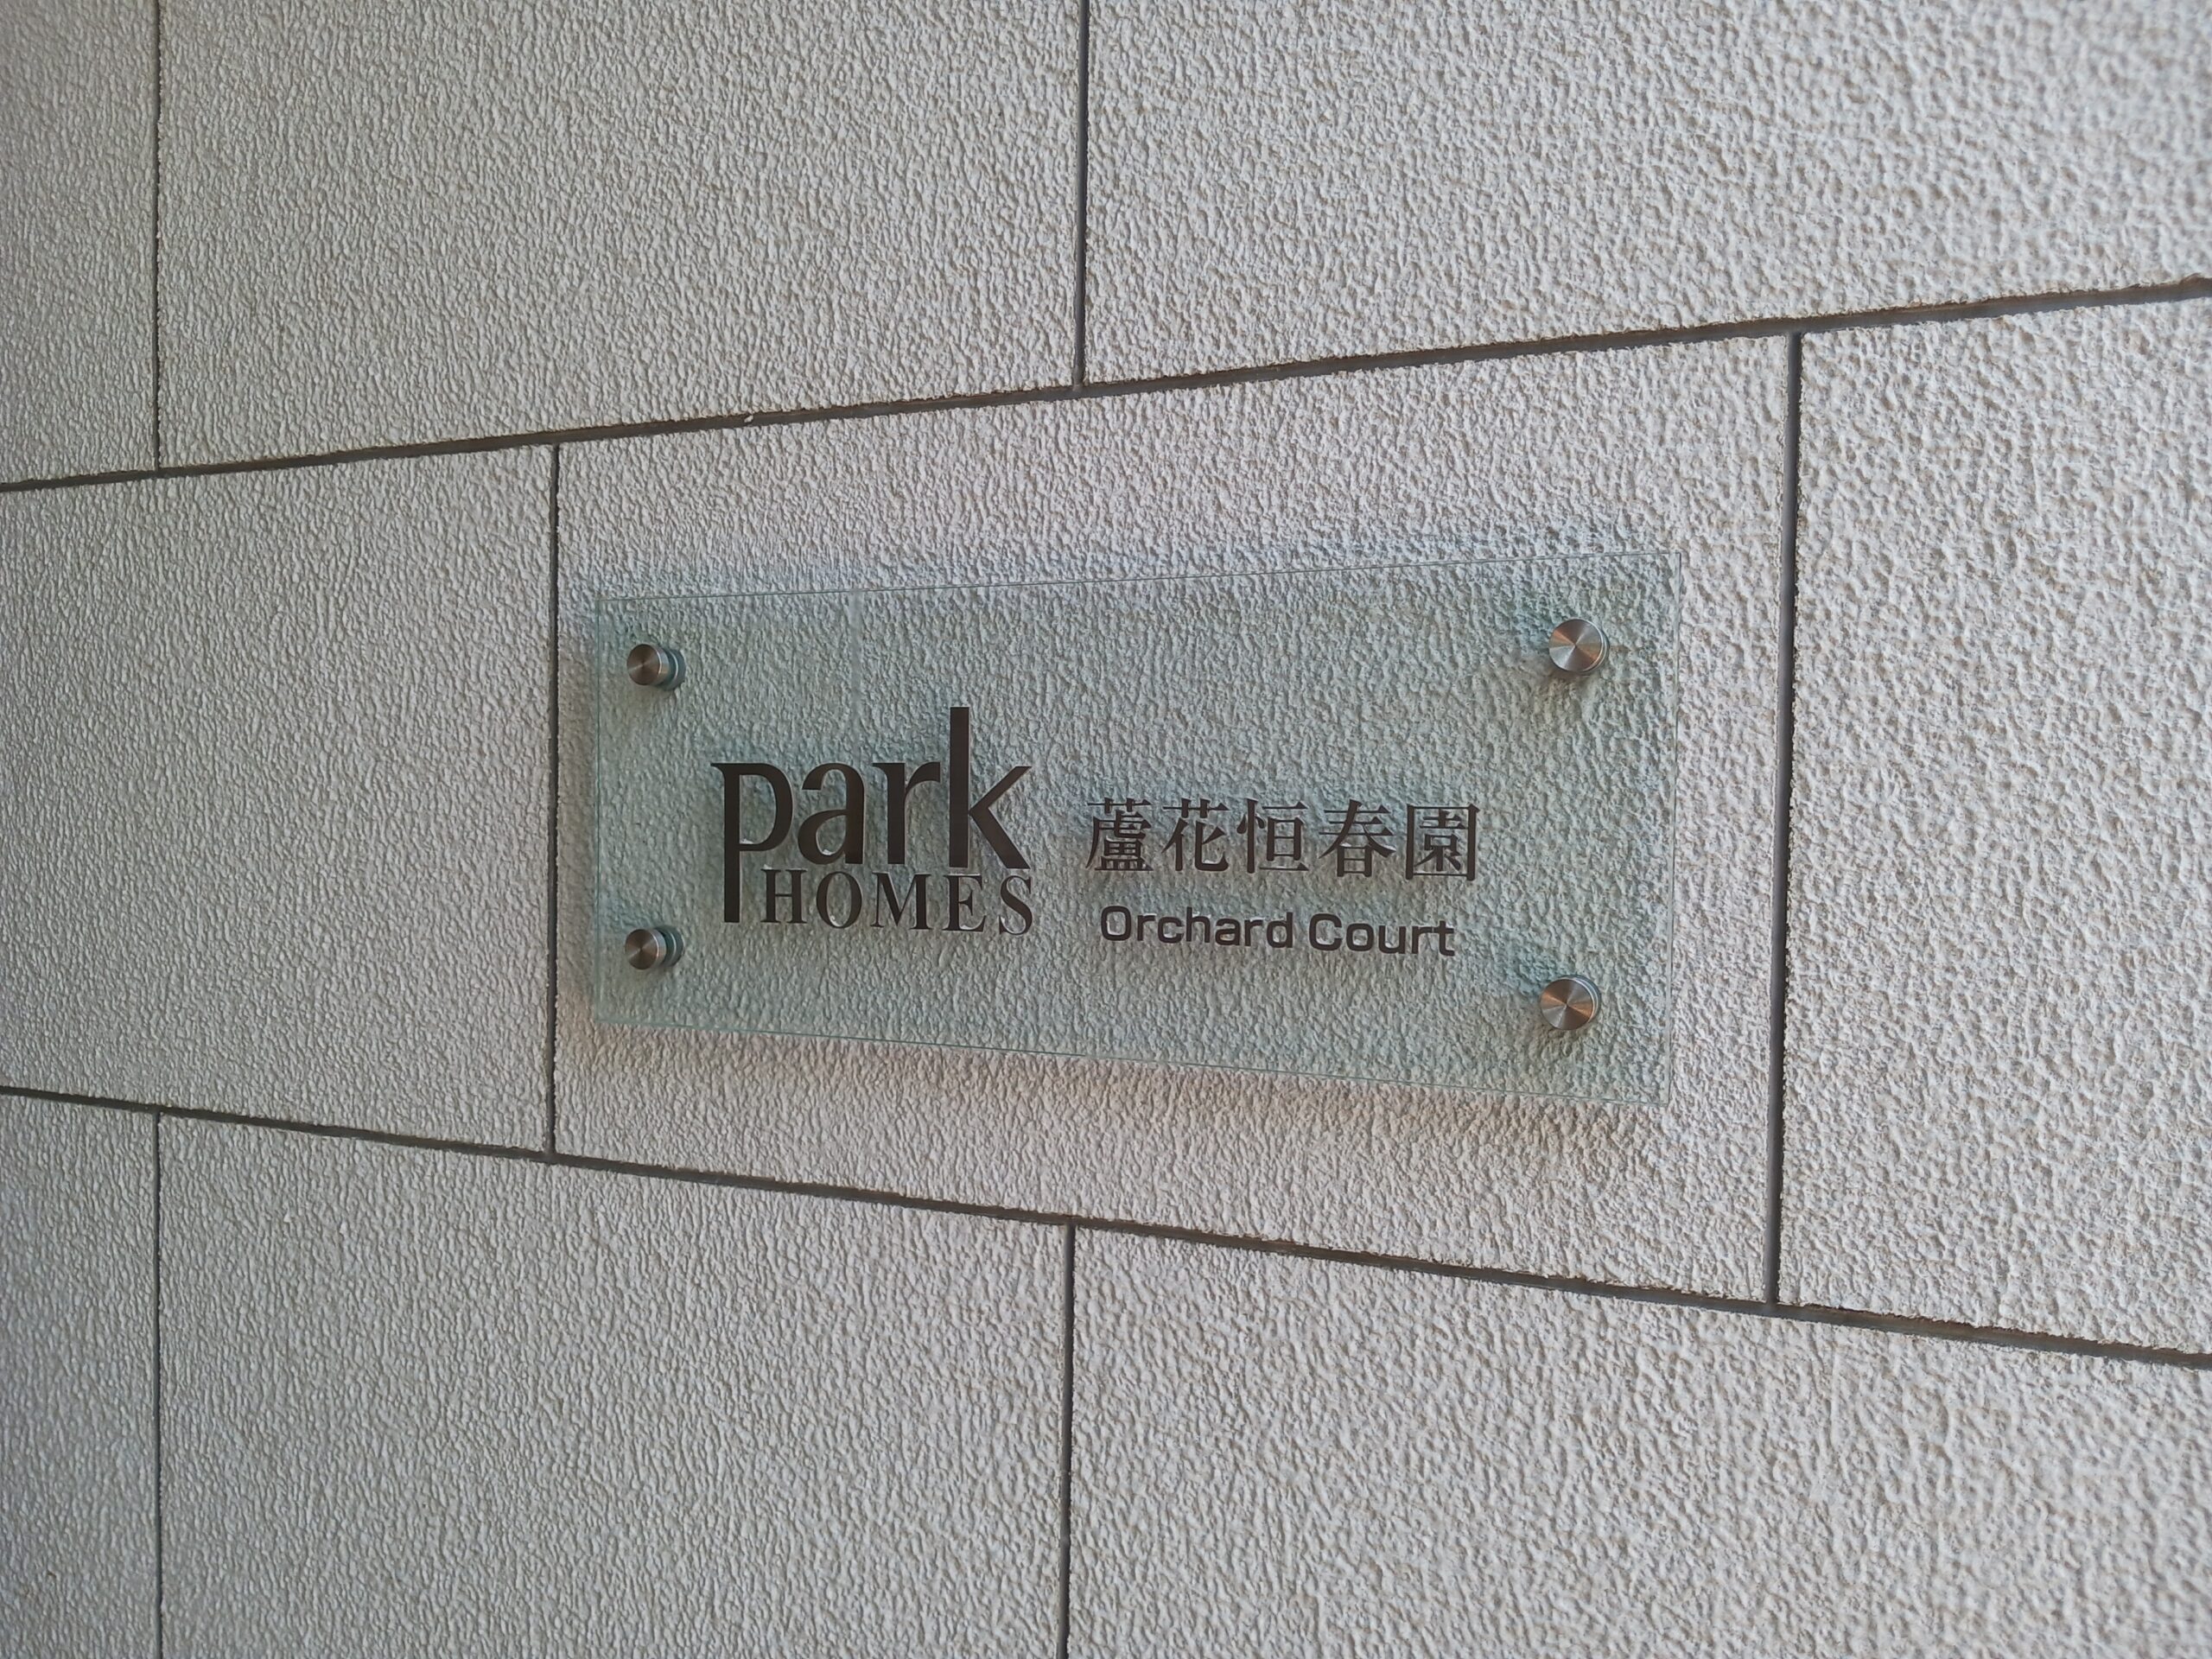 park
HOMES
蘆花恒春園
Orchard Court